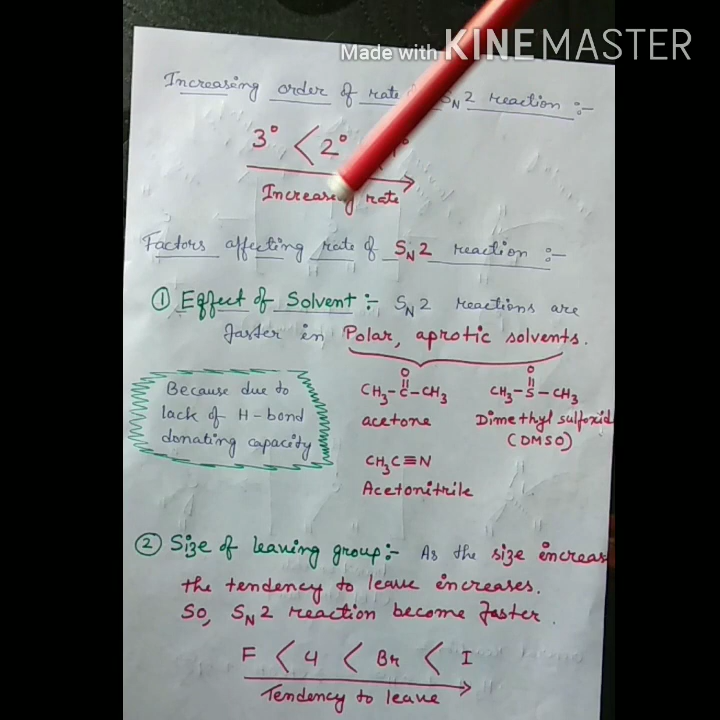 Made with KINEMASTER
Increasing order of rate SN2 reaction :-
3° < 2° 1°
Increasing rate
Factors affecting rate of SN2 reaction :-
① Effect of Solvent :- SN2 reactions are
faster in Polar, aprotic solvents.
Because due to
lack of H-bond
donating capacity
O
CH3-C-CH3
acetone
O
CH3-S-CH3
Dimethyl sulfoxid
(DMSO)
CH3C≡N
Acetonitrile
② Size of leaving group:- As the size increas
the tendency to leave increases.
So, SN2 reaction become faster.
F < Cl < Br < I
Tendency to leave